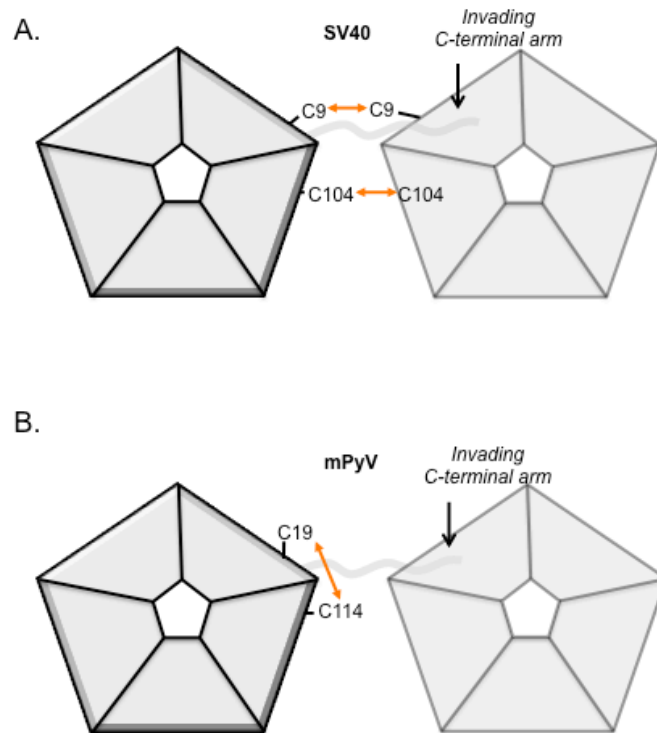 A.
SV40
Invading
C-terminal arm
C9 C9
C104 C104
B.
mPyV
Invading
C-terminal arm
C19
C114